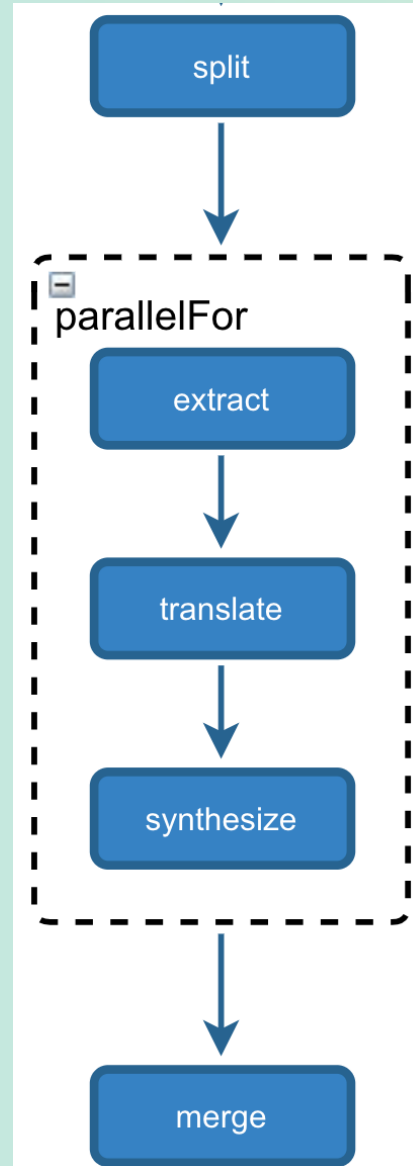 split
parallelFor
extract
translate
synthesize
merge